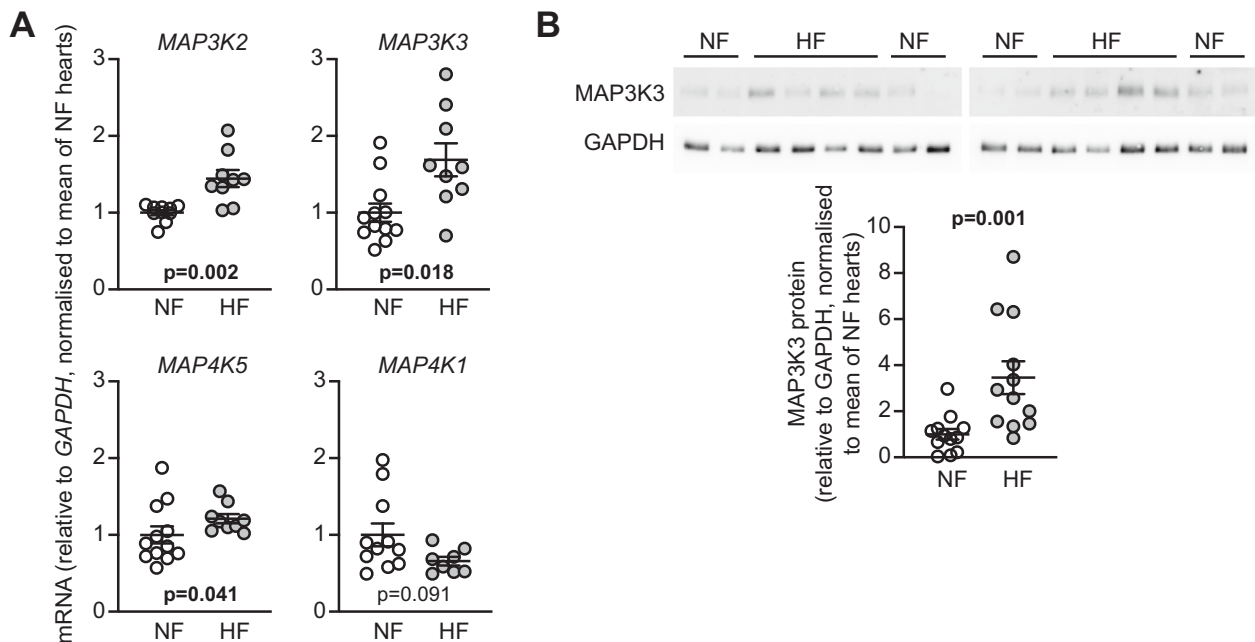 A
mRNA (relative to GAPDH, normalised to mean of NF hearts)
MAP3K2
3
2
1
0
p=0.002
NF HF
MAP3K3
3
2
1
0
p=0.018
NF HF
MAP4K5
3
2
1
0
p=0.041
NF HF
MAP4K1
3
2
1
0
p=0.091
NF HF
B
NF HF NF NF HF NF
MAP3K3
GAPDH
MAP3K3 protein
(relative to GAPDH, normalised
to mean of NF hearts)
10
8
6
4
2
0
p=0.001
NF HF